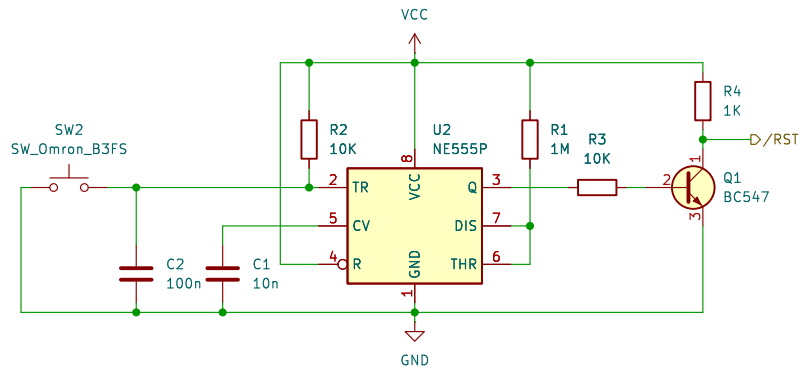 VCC
R4
1K
SW2
SW_Omron_B3FS
R2
10K
U2
NE555P
R1
1M
R3
10K
/RST
8
VCC
2
TR
Q
3
2
1
3
Q1
BC547
5
CV
DIS
7
4
R
GND
THR
6
1
C2
100n
C1
10n
GND